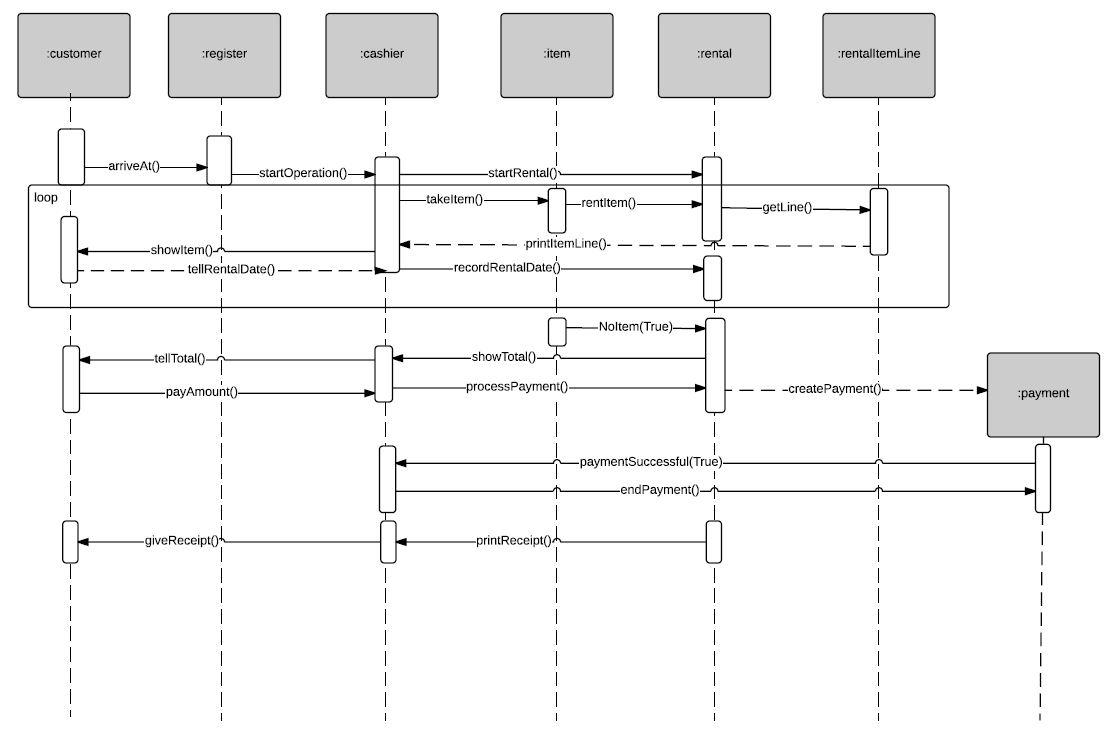 :customer
:register
:cashier
:item
:rental
:rentalItemLine
arriveAt()
startOperation()
startRental()
loop
takeItem()
rentItem()
getLine()
showItem()
printItemLine()
tellRentalDate()
recordRentalDate()
NoItem(True)
tellTotal()
showTotal()
payAmount()
processPayment()
createPayment()
:payment
paymentSuccessful(True)
endPayment()
giveReceipt()
printReceipt()